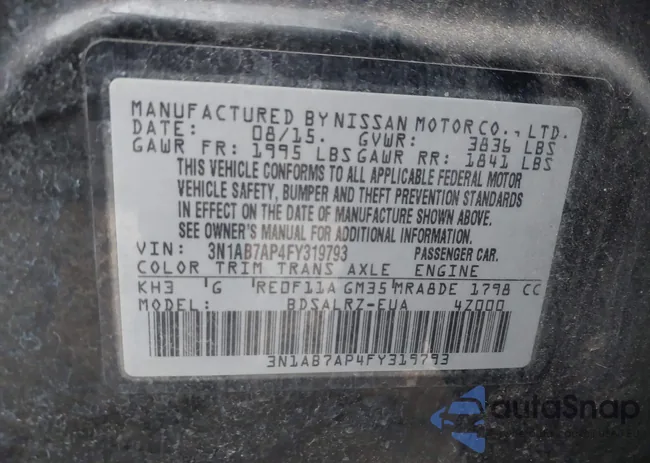 MANUFACTURED BY NISSAN MOTOR CO., LTD.
DATE: 08/15. GVWR: 3836 LBS
GAWR FR: 1995 LBS GAWR RR: 1841 LBS
THIS VEHICLE CONFORMS TO ALL APPLICABLE FEDERAL MOTOR
VEHICLE SAFETY, BUMPER AND THEFT PREVENTION STANDARDS
IN EFFECT ON THE DATE OF MANUFACTURE SHOWN ABOVE.
SEE OWNER'S MANUAL FOR ADDITIONAL INFORMATION.
VIN: 3N1AB7AP4FY319793 PASSENGER CAR.
COLOR TRIM TRANS AXLE ENGINE
KH3 G RE0F11A GM35 MRA8DE 1798 CC
MODEL: BDSALRZ-EUA 4Z000
3N1AB7AP4FY319793
autoSnap